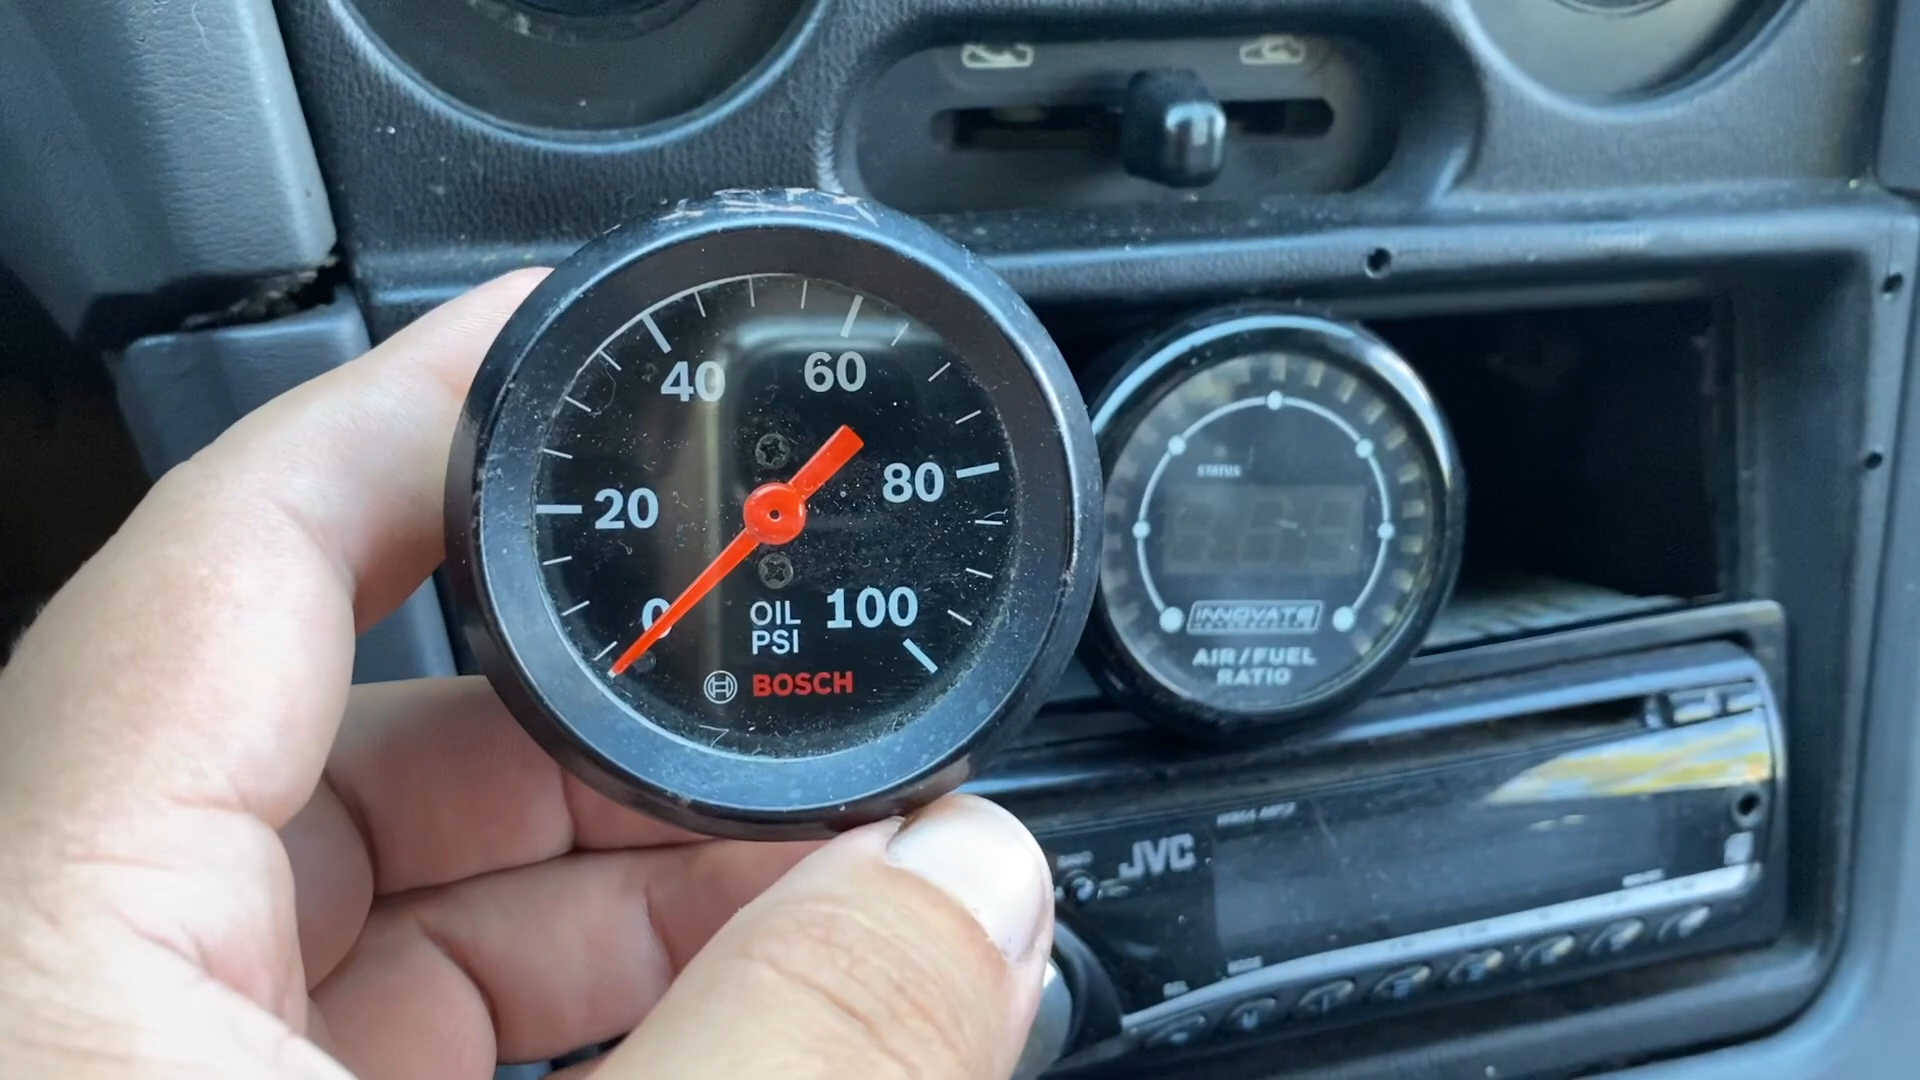 40
60
20
80
0
OIL
PSI
100
BOSCH
STATUS
INNOVATE
AIR/FUEL
RATIO
JVC